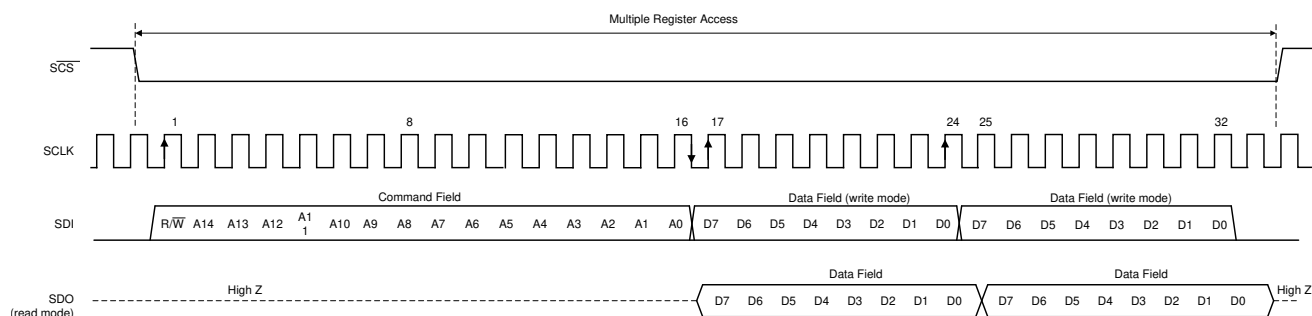 Multiple Register Access
SCS
1 8 16 17 24 25 32
SCLK
Command Field Data Field (write mode) Data Field (write mode)
SDI R/W A14 A13 A12 A1 1 A10 A9 A8 A7 A6 A5 A4 A3 A2 A1 A0 D7 D6 D5 D4 D3 D2 D1 D0 D7 D6 D5 D4 D3 D2 D1 D0
Data Field Data Field
High Z High Z
SDO D7 D6 D5 D4 D3 D2 D1 D0 D7 D6 D5 D4 D3 D2 D1 D0
(read mode)